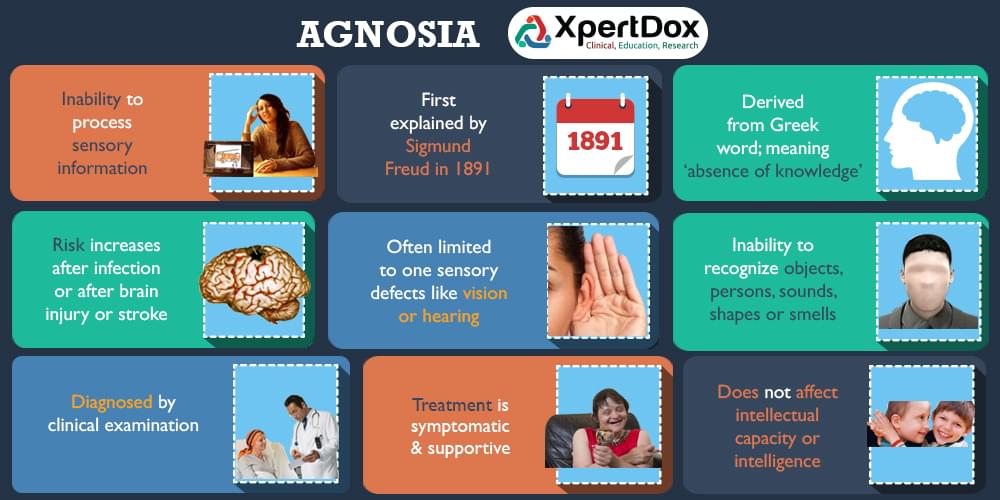 AGNOSIA
XpertDox
Clinical, Education, Research
Inability to
process
sensory
information
First
explained by
Sigmund
Freud in 1891
1891
Derived
from Greek
word; meaning
‘absence of knowledge’
Risk increases
after infection
or after brain
injury or stroke
Often limited
to one sensory
defects like vision
or hearing
Inability to
recognize objects,
persons, sounds,
shapes or smells
Diagnosed by
clinical examination
Treatment is
symptomatic
& supportive
Does not affect
intellectual
capacity or
intelligence